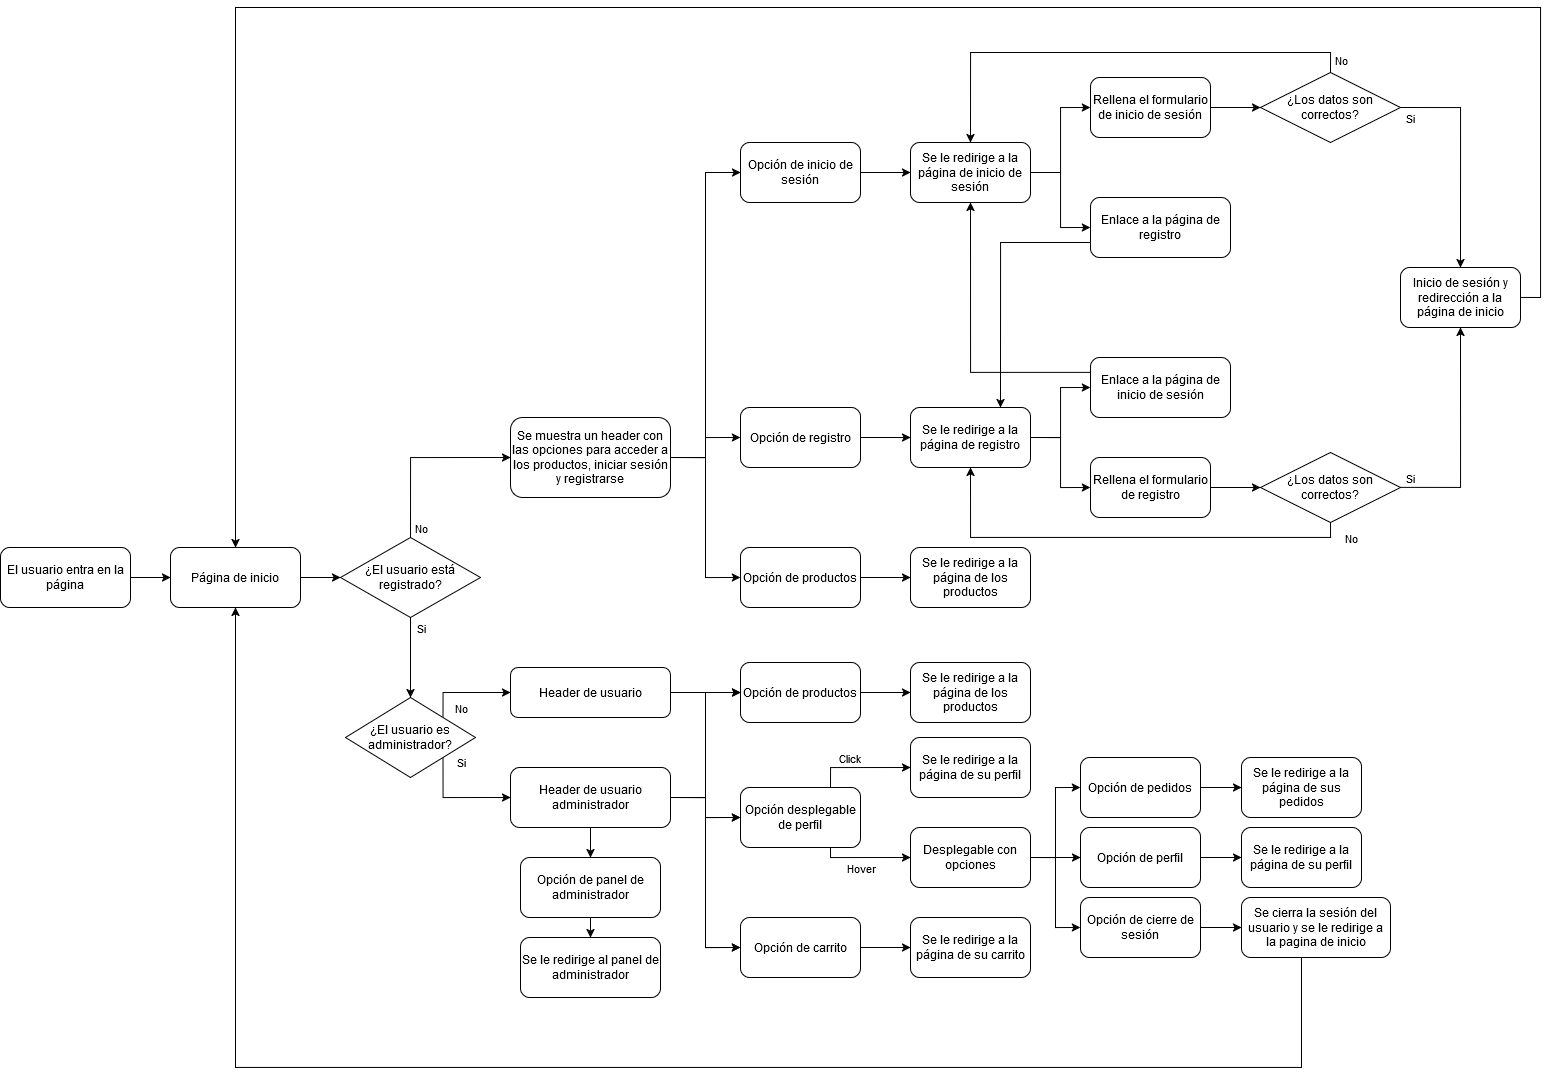 El usuario entra en la
página
Página de inicio
¿El usuario está
registrado?
No
Si
Se muestra un header con
las opciones para acceder a
los productos, iniciar sesión
y registrarse
Opción de inicio de
sesión
Se le redirige a la
página de inicio de
sesión
Rellena el formulario
de inicio de sesión
¿Los datos son
correctos?
No
Si
Enlace a la página de
registro
Inicio de sesión y
redirección a la
página de inicio
Opción de registro
Se le redirige a la
página de registro
Enlace a la página de
inicio de sesión
Rellena el formulario
de registro
¿Los datos son
correctos?
Si
No
Opción de productos
Se le redirige a la
página de los
productos
¿El usuario es
administrador?
No
Si
Header de usuario
Header de usuario
administrador
Opción de panel de
administrador
Se le redirige al panel de
administrador
Opción de productos
Se le redirige a la
página de los
productos
Opción desplegable
de perfil
Click
Se le redirige a la
página de su perfil
Hover
Desplegable con
opciones
Opción de pedidos
Se le redirige a la
página de sus
pedidos
Opción de perfil
Se le redirige a la
página de su perfil
Opción de cierre de
sesión
Se cierra la sesión del
usuario y se le redirige a
la pagina de inicio
Opción de carrito
Se le redirige a la
página de su carrito